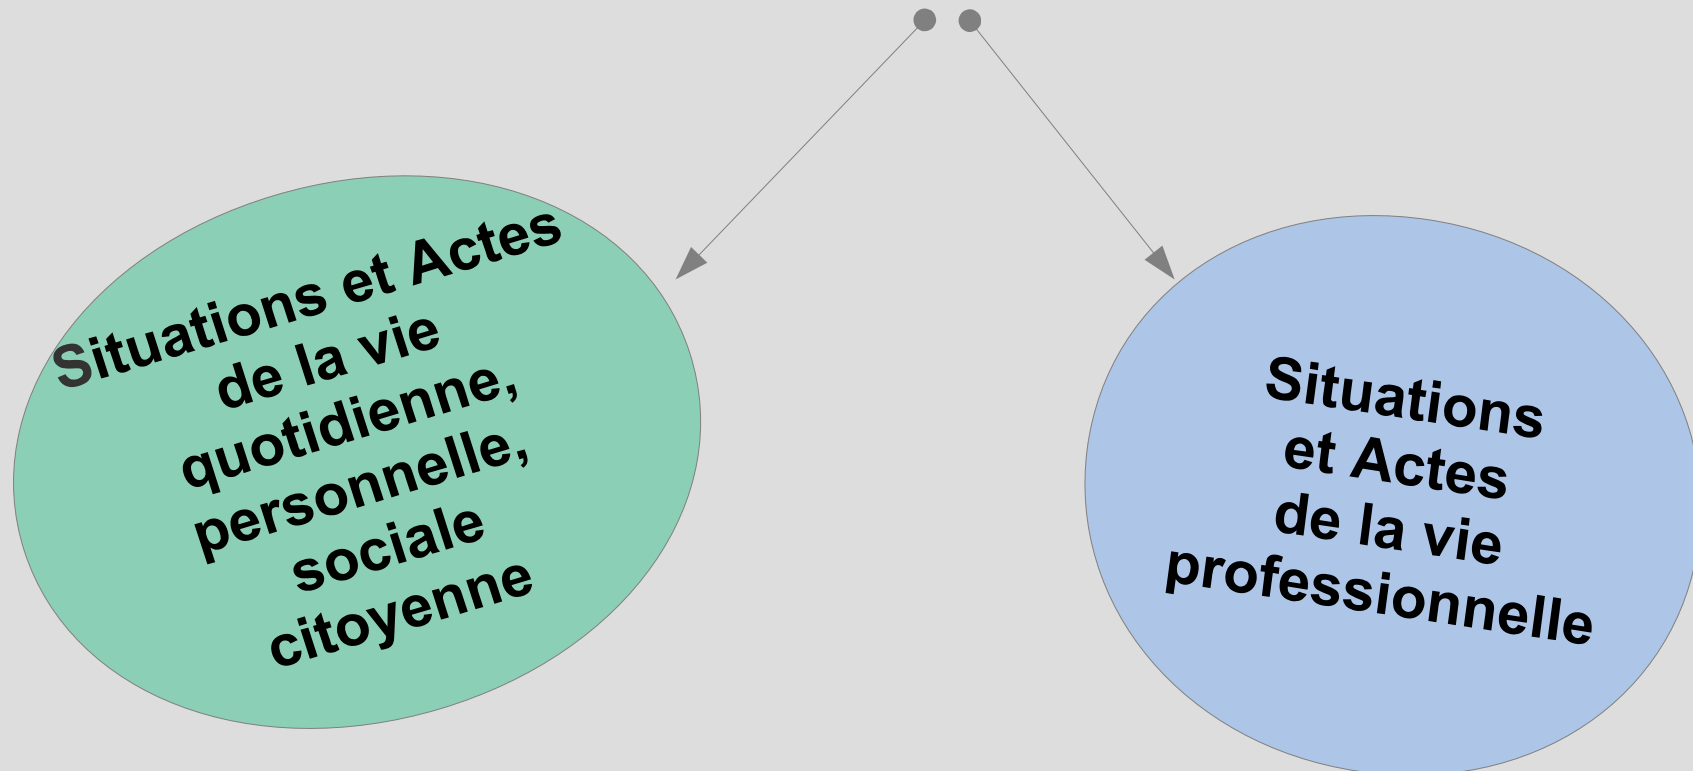 Situations et Actes
de la vie
quotidienne,
personnelle,
sociale
citoyenne
Situations
et Actes
de la vie
professionnelle